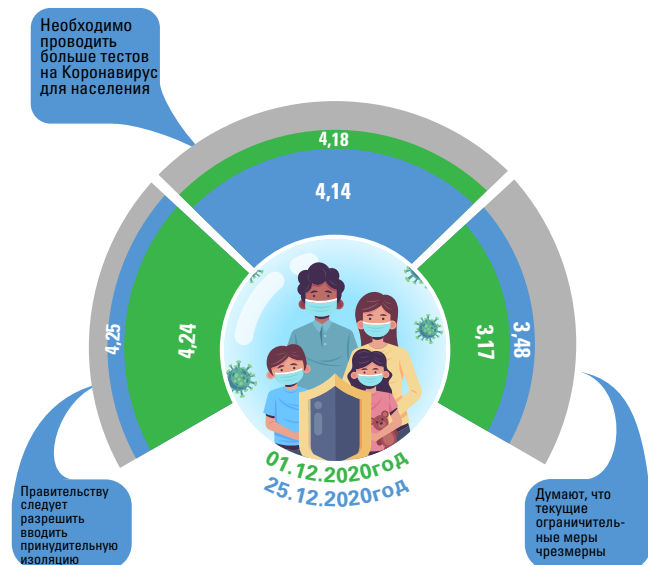 Необходимо
проводить
больше тестов
на Коронавирус
для населения
4,18
4,14
4,25
4,24
3,17
3,48
01.12.2020год
25.12.2020год
Правительству
следует
разрешить
вводить
принудительную
изоляцию
Думают, что
текущие
ограничитель-
ные меры
чрезмерны